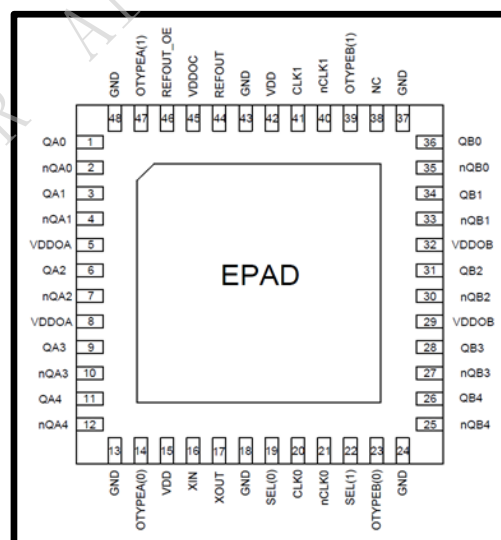 GND OTYPEA(1) REFOUT_OE VDDOC REFOUT GND VDD CLK1 nCLK1 OTYPEB(1) NC GND
48 47 46 45 44 43 42 41 40 39 38 37
QA0 1 36 QB0
nQA0 2 35 nQB0
QA1 3 34 QB1
nQA1 4 33 nQB1
VDDOA 5 32 VDDOB
QA2 6 31 QB2
nQA2 7 30 nQB2
VDDOA 8 29 VDDOB
QA3 9 28 QB3
nQA3 10 27 nQB3
QA4 11 26 QB4
nQA4 12 25 nQB4
EPAD
13 14 15 16 17 18 19 20 21 22 23 24
GND OTYPEA(0) VDD XIN XOUT GND SEL(0) CLK0 nCLK0 SEL(1) OTYPEB(0) GND